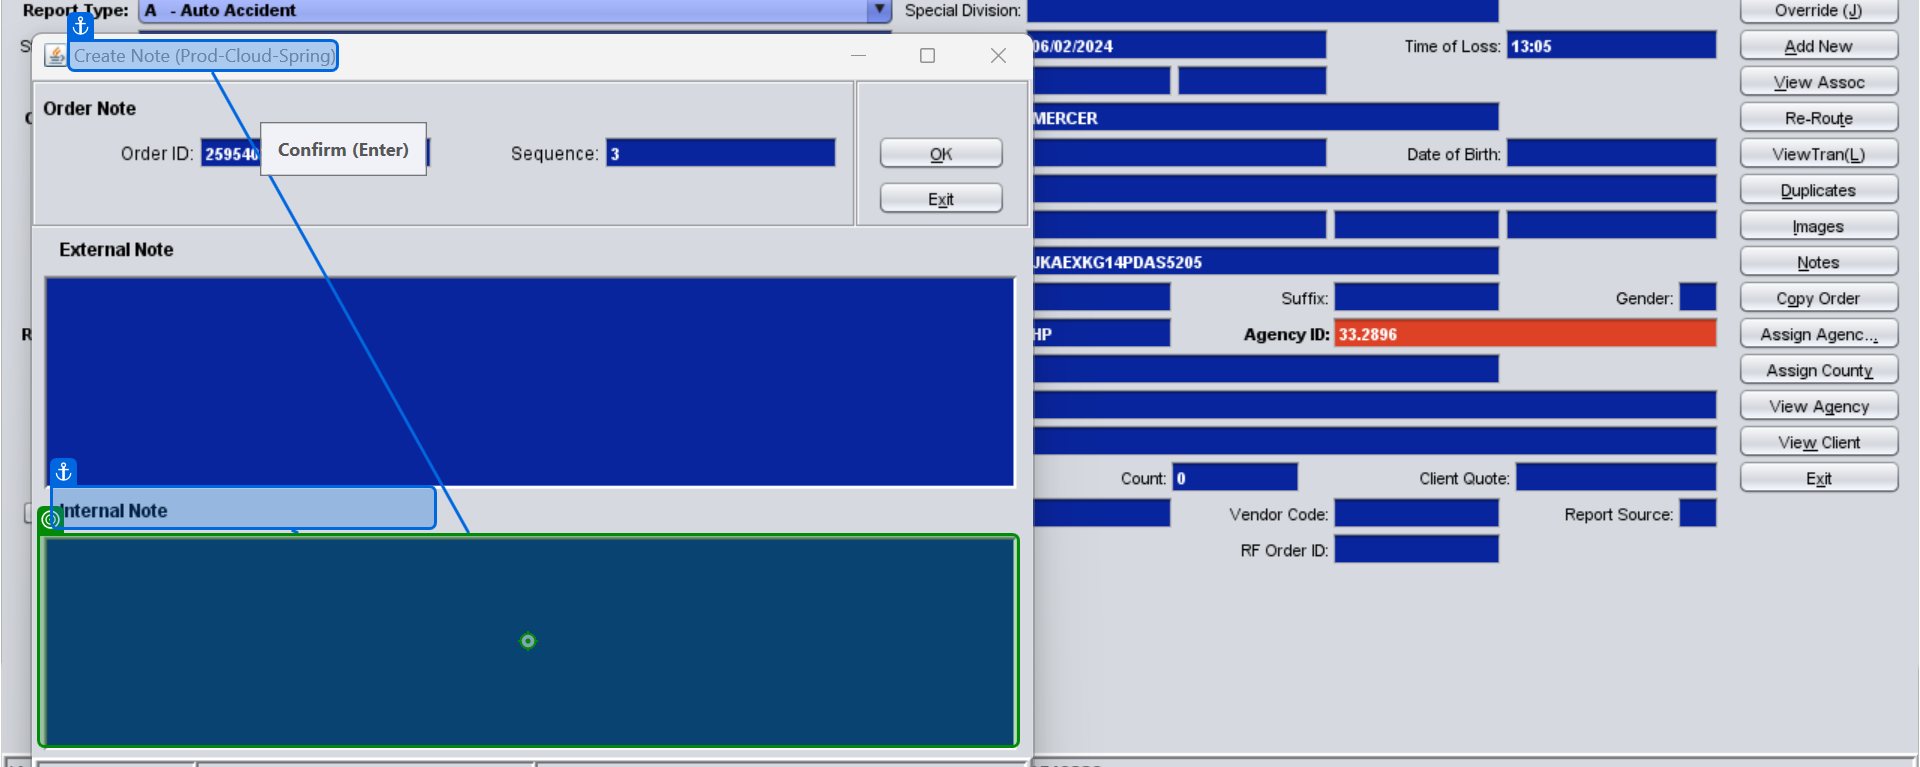 Report Type: A - Auto Accident Special Division: Override (J)
Create Note (Prod-Cloud-Spring)
06/02/2024 Time of Loss: 13:05 Add New
View Assoc
Order Note
MERCER Re-Route
Order ID: 259540 Confirm (Enter) Sequence: 3 OK Date of Birth: ViewTran(L)
Exit Duplicates
Images
External Note
JKAEXKG14PDAS5205 Notes
Suffix: Gender: Copy Order
R HP Agency ID: 33.2896 Assign Agenc...
Assign County
View Agency
View Client
Count: 0 Client Quote: Exit
Internal Note
Vendor Code: Report Source:
RF Order ID: